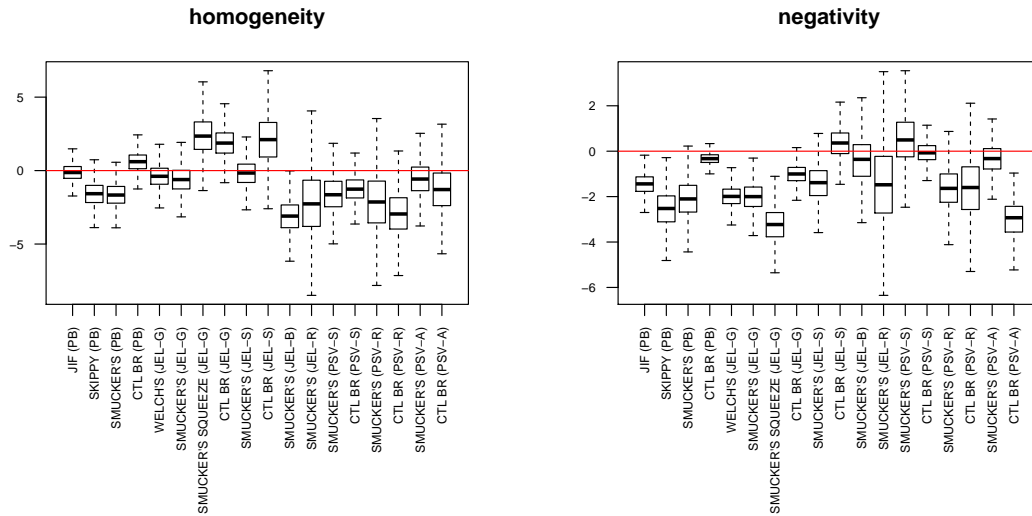 homogeneity
5
0
−5
JIF (PB)
SKIPPY (PB)
SMUCKER'S (PB)
CTL BR (PB)
WELCH'S (JEL−G)
SMUCKER'S (JEL−G)
SMUCKER'S SQUEEZE (JEL−G)
CTL BR (JEL−G)
SMUCKER'S (JEL−S)
CTL BR (JEL−S)
SMUCKER'S (JEL−B)
SMUCKER'S (JEL−R)
SMUCKER'S (PSV−S)
CTL BR (PSV−S)
SMUCKER'S (PSV−R)
CTL BR (PSV−R)
SMUCKER'S (PSV−A)
CTL BR (PSV−A)
negativity
2
0
−2
−4
−6
JIF (PB)
SKIPPY (PB)
SMUCKER'S (PB)
CTL BR (PB)
WELCH'S (JEL−G)
SMUCKER'S (JEL−G)
SMUCKER'S SQUEEZE (JEL−G)
CTL BR (JEL−G)
SMUCKER'S (JEL−S)
CTL BR (JEL−S)
SMUCKER'S (JEL−B)
SMUCKER'S (JEL−R)
SMUCKER'S (PSV−S)
CTL BR (PSV−S)
SMUCKER'S (PSV−R)
CTL BR (PSV−R)
SMUCKER'S (PSV−A)
CTL BR (PSV−A)